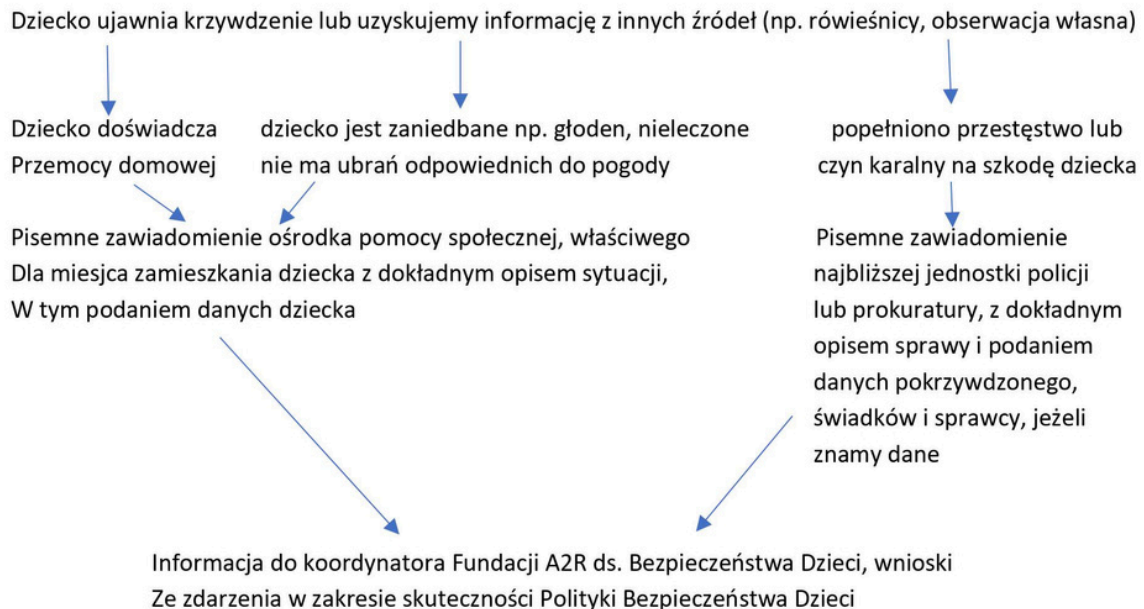 Dziecko ujawnia krzywdzenie lub uzyskujemy informację z innych źródeł (np. rówieśnicy, obserwacja własna)
Dziecko doświadcza
Przemocy domowej
dziecko jest zaniedbane np. głoden, nieleczone
nie ma ubrań odpowiednich do pogody
popełniono przestęstwo lub
czyn karalny na szkodę dziecka
Pisemne zawiadomienie ośrodka pomocy społecznej, właściwego
Dla miesjca zamieszkania dziecka z dokładnym opisem sytuacji,
W tym podaniem danych dziecka
Pisemne zawiadomienie
najbliższej jednostki policji
lub prokuratury, z dokładnym
opisem sprawy i podaniem
danych pokrzywdzonego,
świadków i sprawcy, jeżeli
znamy dane
Informacja do koordynatora Fundacji A2R ds. Bezpieczeństwa Dzieci, wnioski
Ze zdarzenia w zakresie skuteczności Polityki Bezpieczeństwa Dzieci